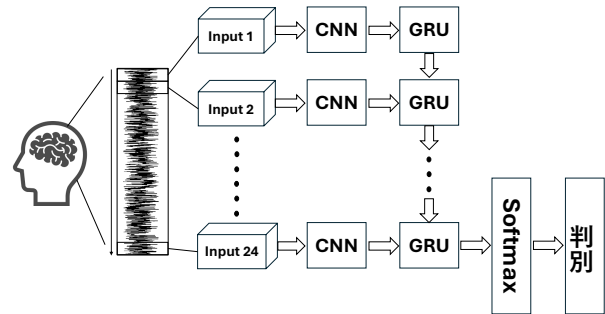 Input 1
CNN
GRU
Input 2
CNN
GRU
Input 24
CNN
GRU
Softmax
判別